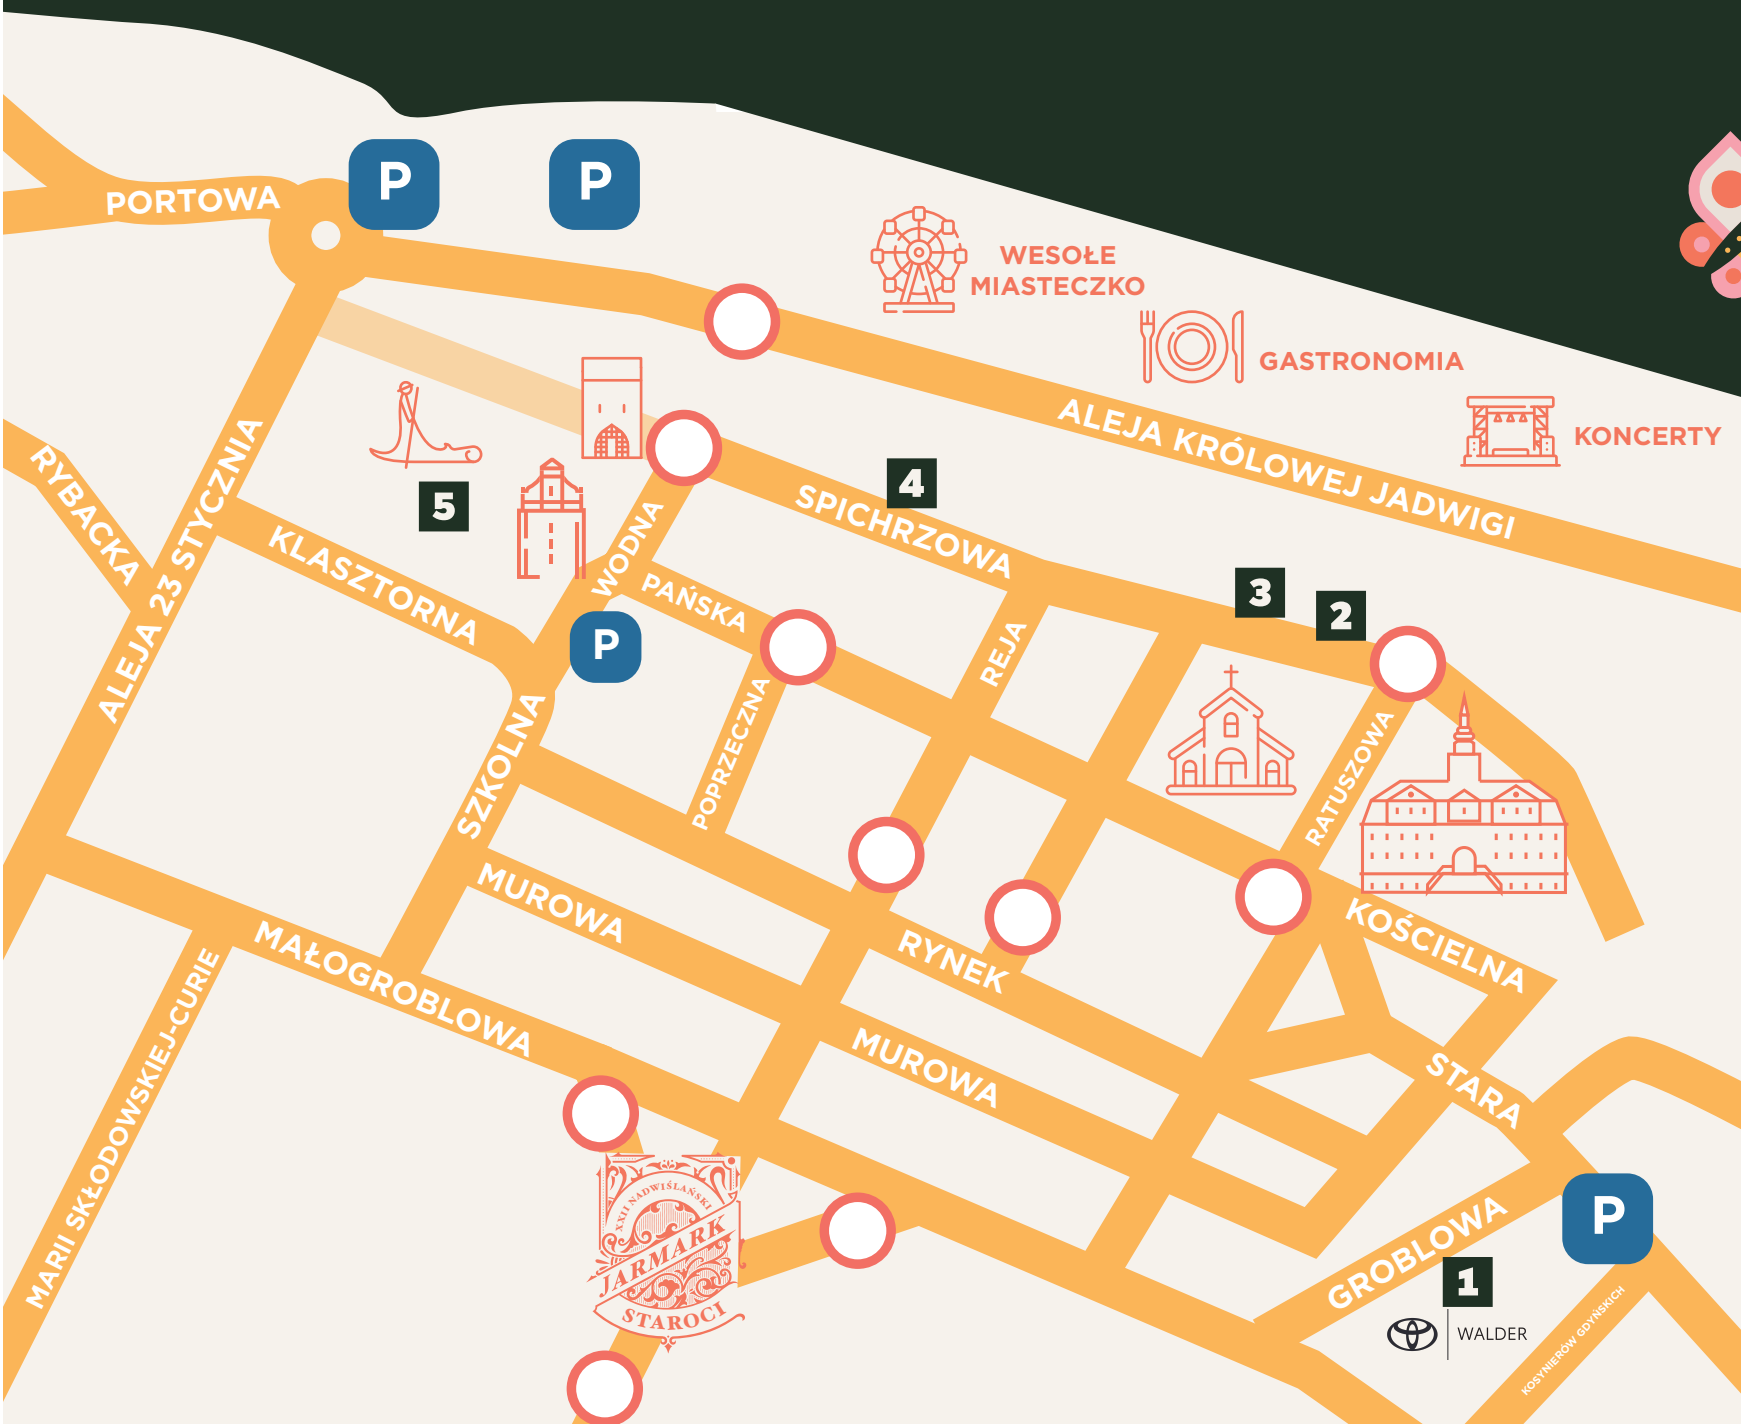 P
P
PORTOWA
WESOŁE
MIASTECZKO
GASTRONOMIA
KONCERTY
ALEJA KRÓLOWEJ JADWIGI
4
SPICHRZOWA
5
RYBACKA
ALEJA 23 STYCZNIA
KLASZTORNA
WODNA
PAŃSKA
P
REJA
3
2
POPRZECZNA
SZKOLNA
RATUSZOWA
MUROWA
MAŁOGROBLOWA
RYNEK
KOŚCIELNA
MUROWA
STARA
MARII SKŁODOWSKIEJ-CURIE
XXII NADWIŚLAŃSKI
JARMARK
STAROCI
P
GROBLOWA
1
WALDER
KOSYNIERÓW GDYŃSKICH